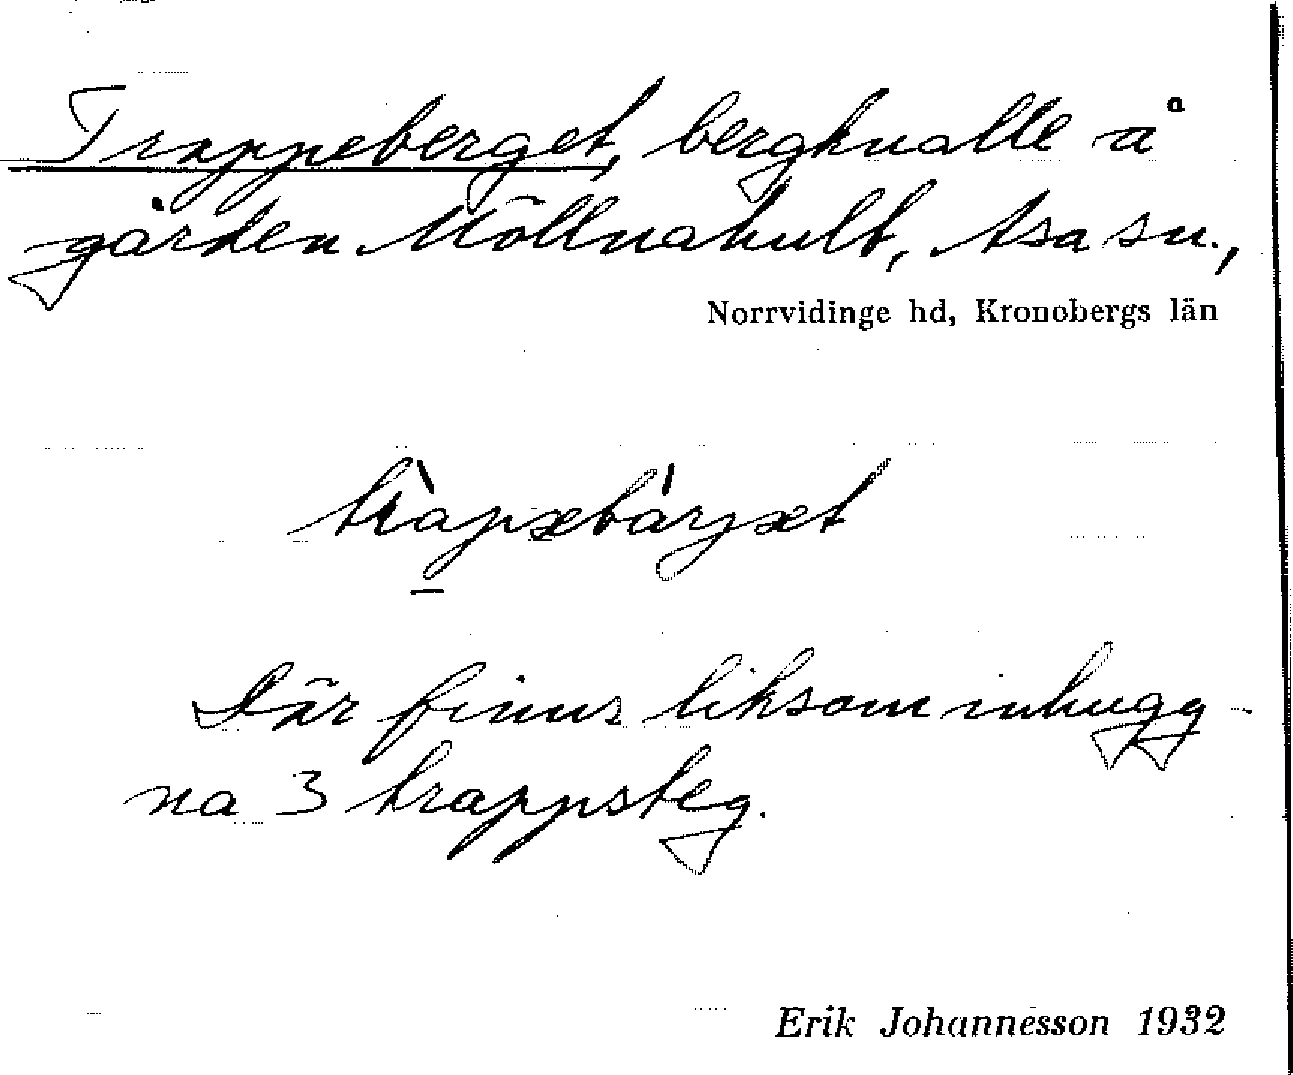 Trappeberget, bergknalle å
gården Möllnahult, Asa sn.,
Norrvidinge hd, Kronobergs län
Där finns liksom inhugg-
na 3 trappsteg.
Erik Johannesson 1932